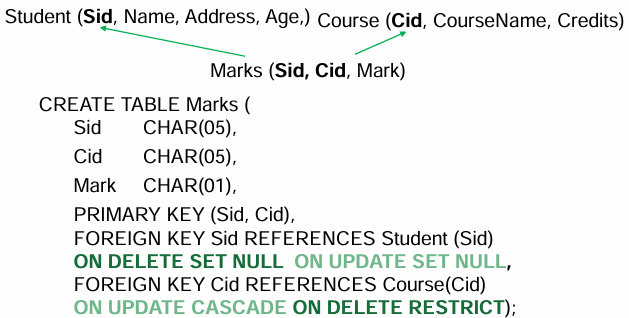 Student (Sid, Name, Address, Age,) Course (Cid, CourseName, Credits)
Marks (Sid, Cid, Mark)
CREATE TABLE Marks (
Sid CHAR(05),
Cid CHAR(05),
Mark CHAR(01),
PRIMARY KEY (Sid, Cid),
FOREIGN KEY Sid REFERENCES Student (Sid)
ON DELETE SET NULL ON UPDATE SET NULL,
FOREIGN KEY Cid REFERENCES Course(Cid)
ON UPDATE CASCADE ON DELETE RESTRICT);